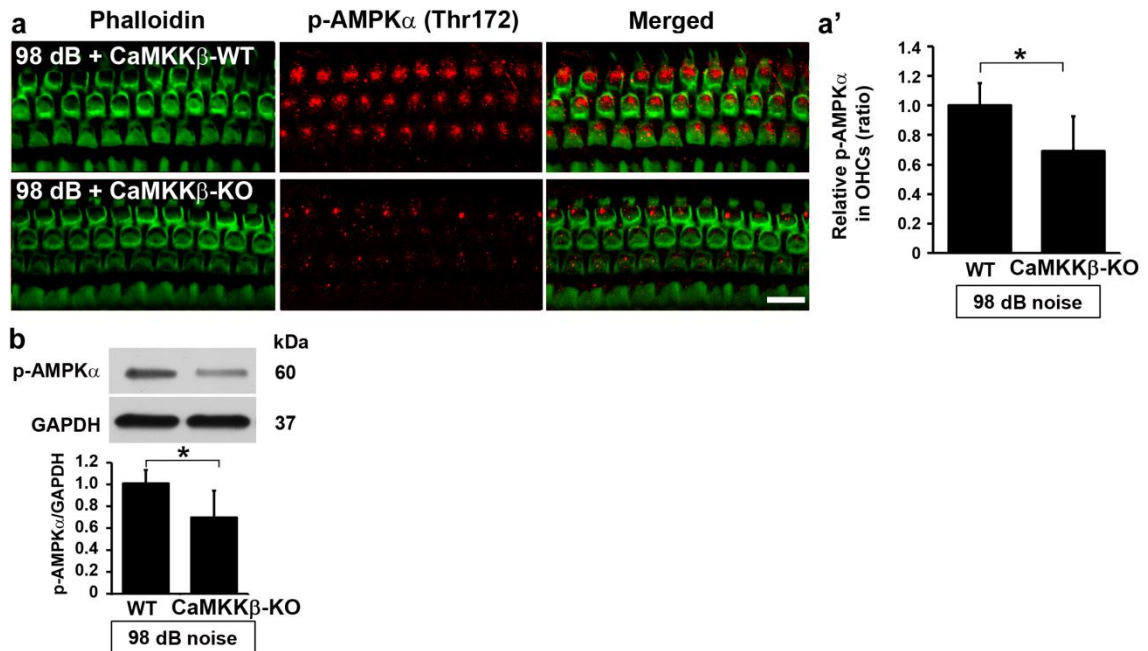 a
Phalloidin
p-AMPKα (Thr172)
Merged
98 dB + CaMKKβ-WT
98 dB + CaMKKβ-KO
a'
Relative p-AMPKα
in OHCs (ratio)
1.4
1.2
1.0
0.8
0.6
0.4
0.2
0
*
WT
CaMKKβ-KO
98 dB noise
b
kDa
p-AMPKα
60
GAPDH
37
p-AMPKα/GAPDH
1.2
1.0
0.8
0.6
0.4
0.2
0
*
WT
CaMKKβ-KO
98 dB noise